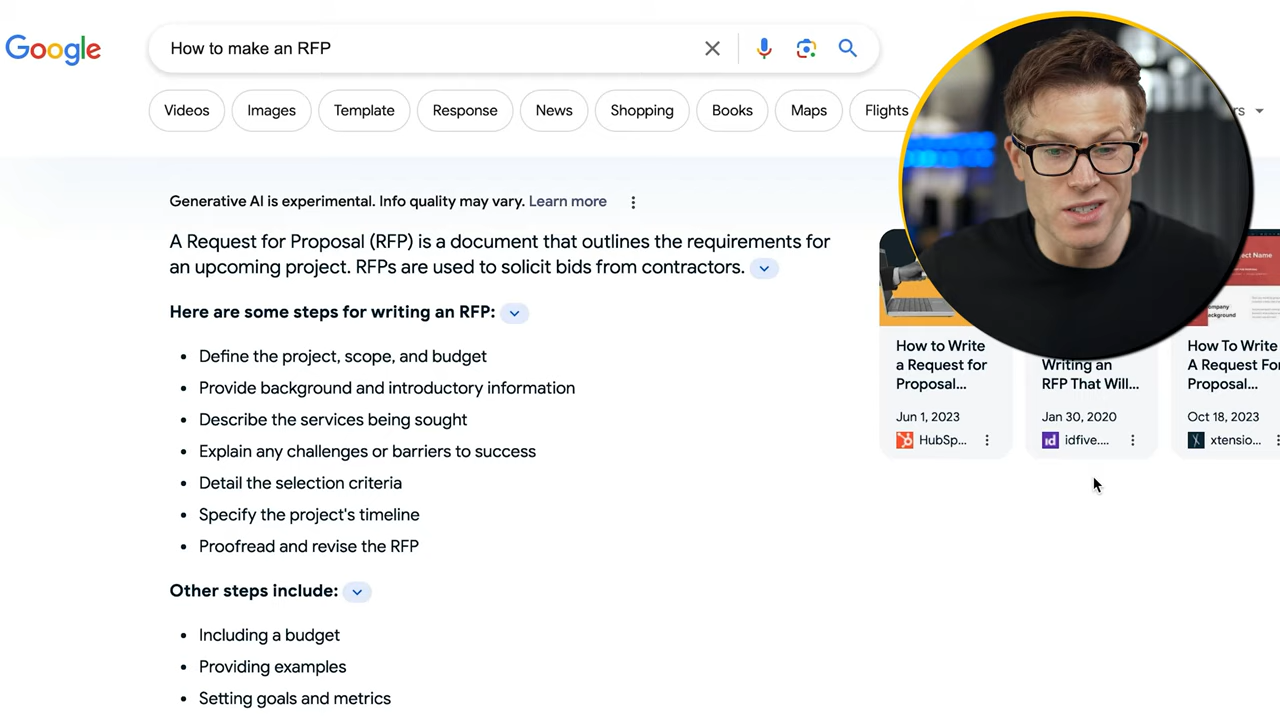 Google
How to make an RFP
Videos
Images
Template
Response
News
Shopping
Books
Maps
Flights
Generative AI is experimental. Info quality may vary. Learn more
A Request for Proposal (RFP) is a document that outlines the requirements for
an upcoming project. RFPs are used to solicit bids from contractors.
Here are some steps for writing an RFP:
• Define the project, scope, and budget
• Provide background and introductory information
• Describe the services being sought
• Explain any challenges or barriers to success
• Detail the selection criteria
• Specify the project's timeline
• Proofread and revise the RFP
Other steps include:
• Including a budget
• Providing examples
• Setting goals and metrics
How to Write
a Request for
Proposal...
Jun 1, 2023
HubSp...
Writing an
RFP That Will...
Jan 30, 2020
id
idfive....
Name
ompany
ackground
How To Write
A Request Fo
Proposal...
Oct 18, 2023
xtensio...